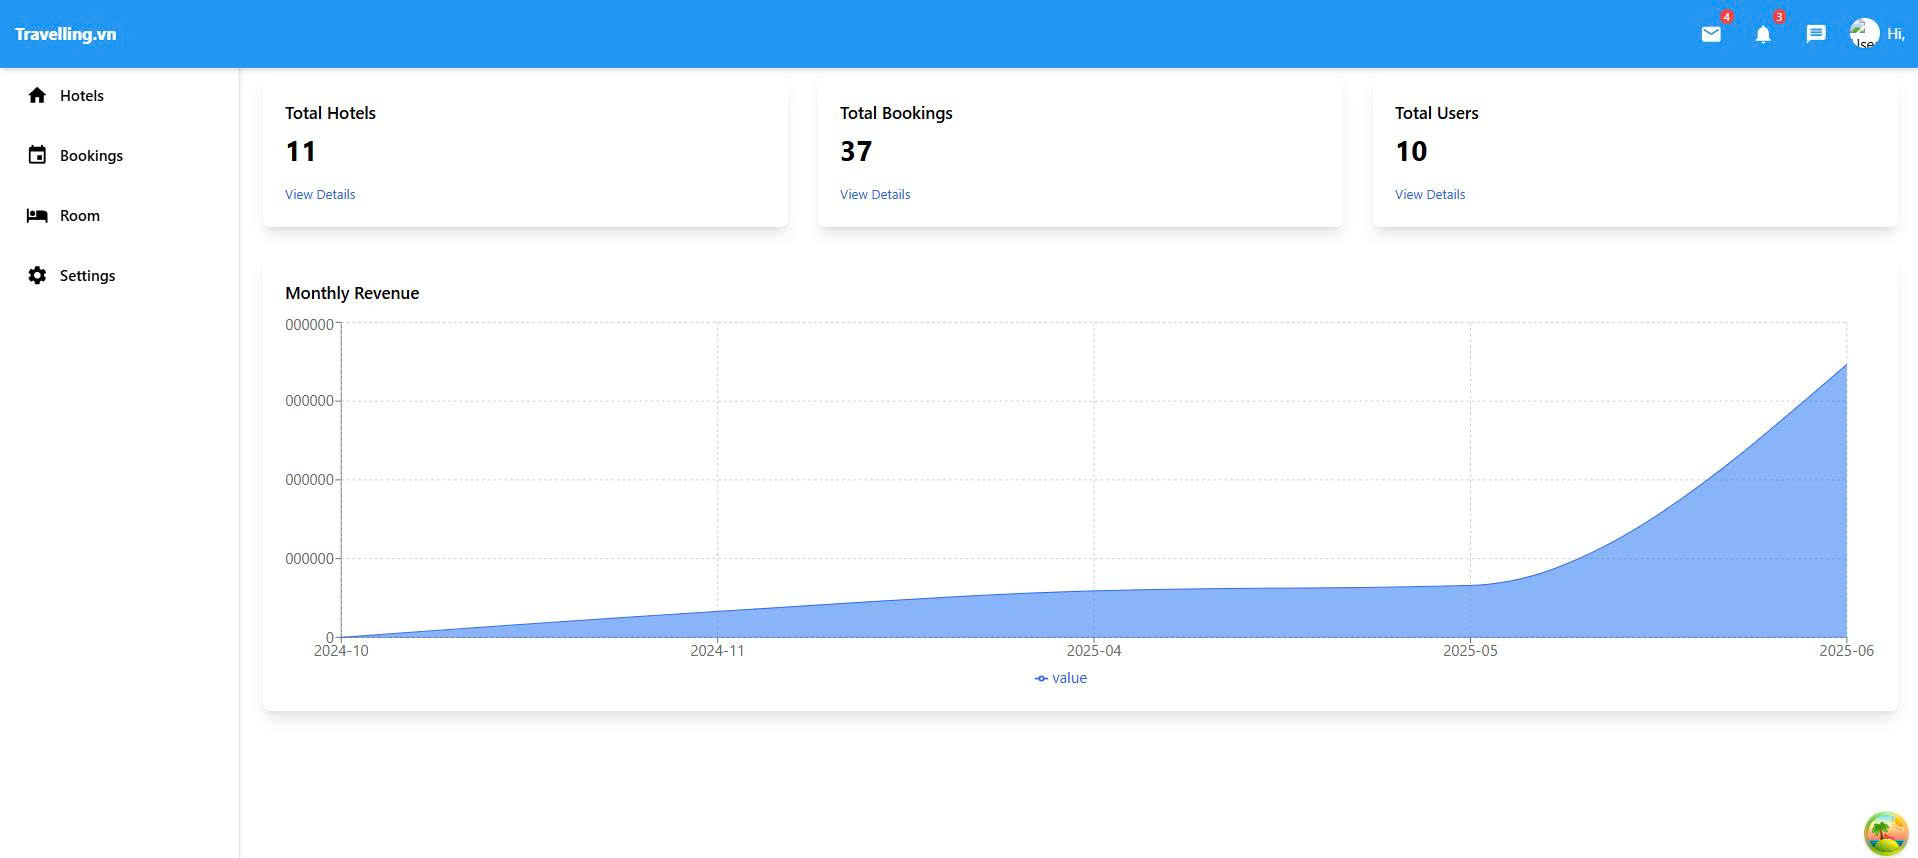 Travelling.vn
4
3
Hi,
Hotels
Bookings
Room
Settings
Total Hotels
11
View Details
Total Bookings
37
View Details
Total Users
10
View Details
Monthly Revenue
000000
000000
000000
000000
0
2024-10 2024-11 2025-04 2025-05 2025-06
value